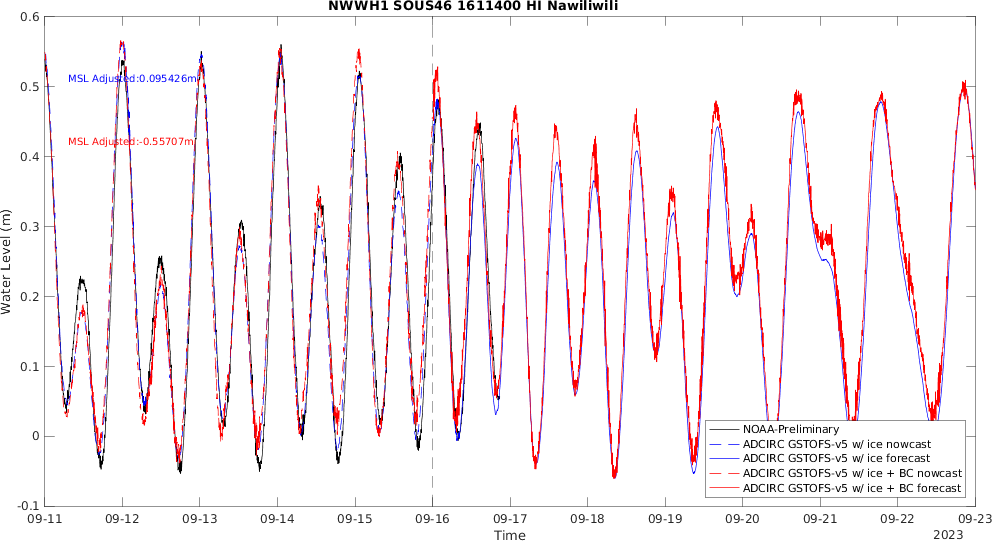 NWWH1 SOUS46 1611400 HI Nawiliwili
0.6
0.5
0.4
0.3
0.2
0.1
0
-0.1
Water Level (m)
MSL Adjusted:0.095426m
MSL Adjusted:-0.55707m
NOAA-Preliminary
ADCIRC GSTOFS-v5 w/ ice nowcast
ADCIRC GSTOFS-v5 w/ ice forecast
ADCIRC GSTOFS-v5 w/ ice + BC nowcast
ADCIRC GSTOFS-v5 w/ ice + BC forecast
09-11 09-12 09-13 09-14 09-15 09-16 09-17 09-18 09-19 09-20 09-21 09-22 09-23
Time
2023